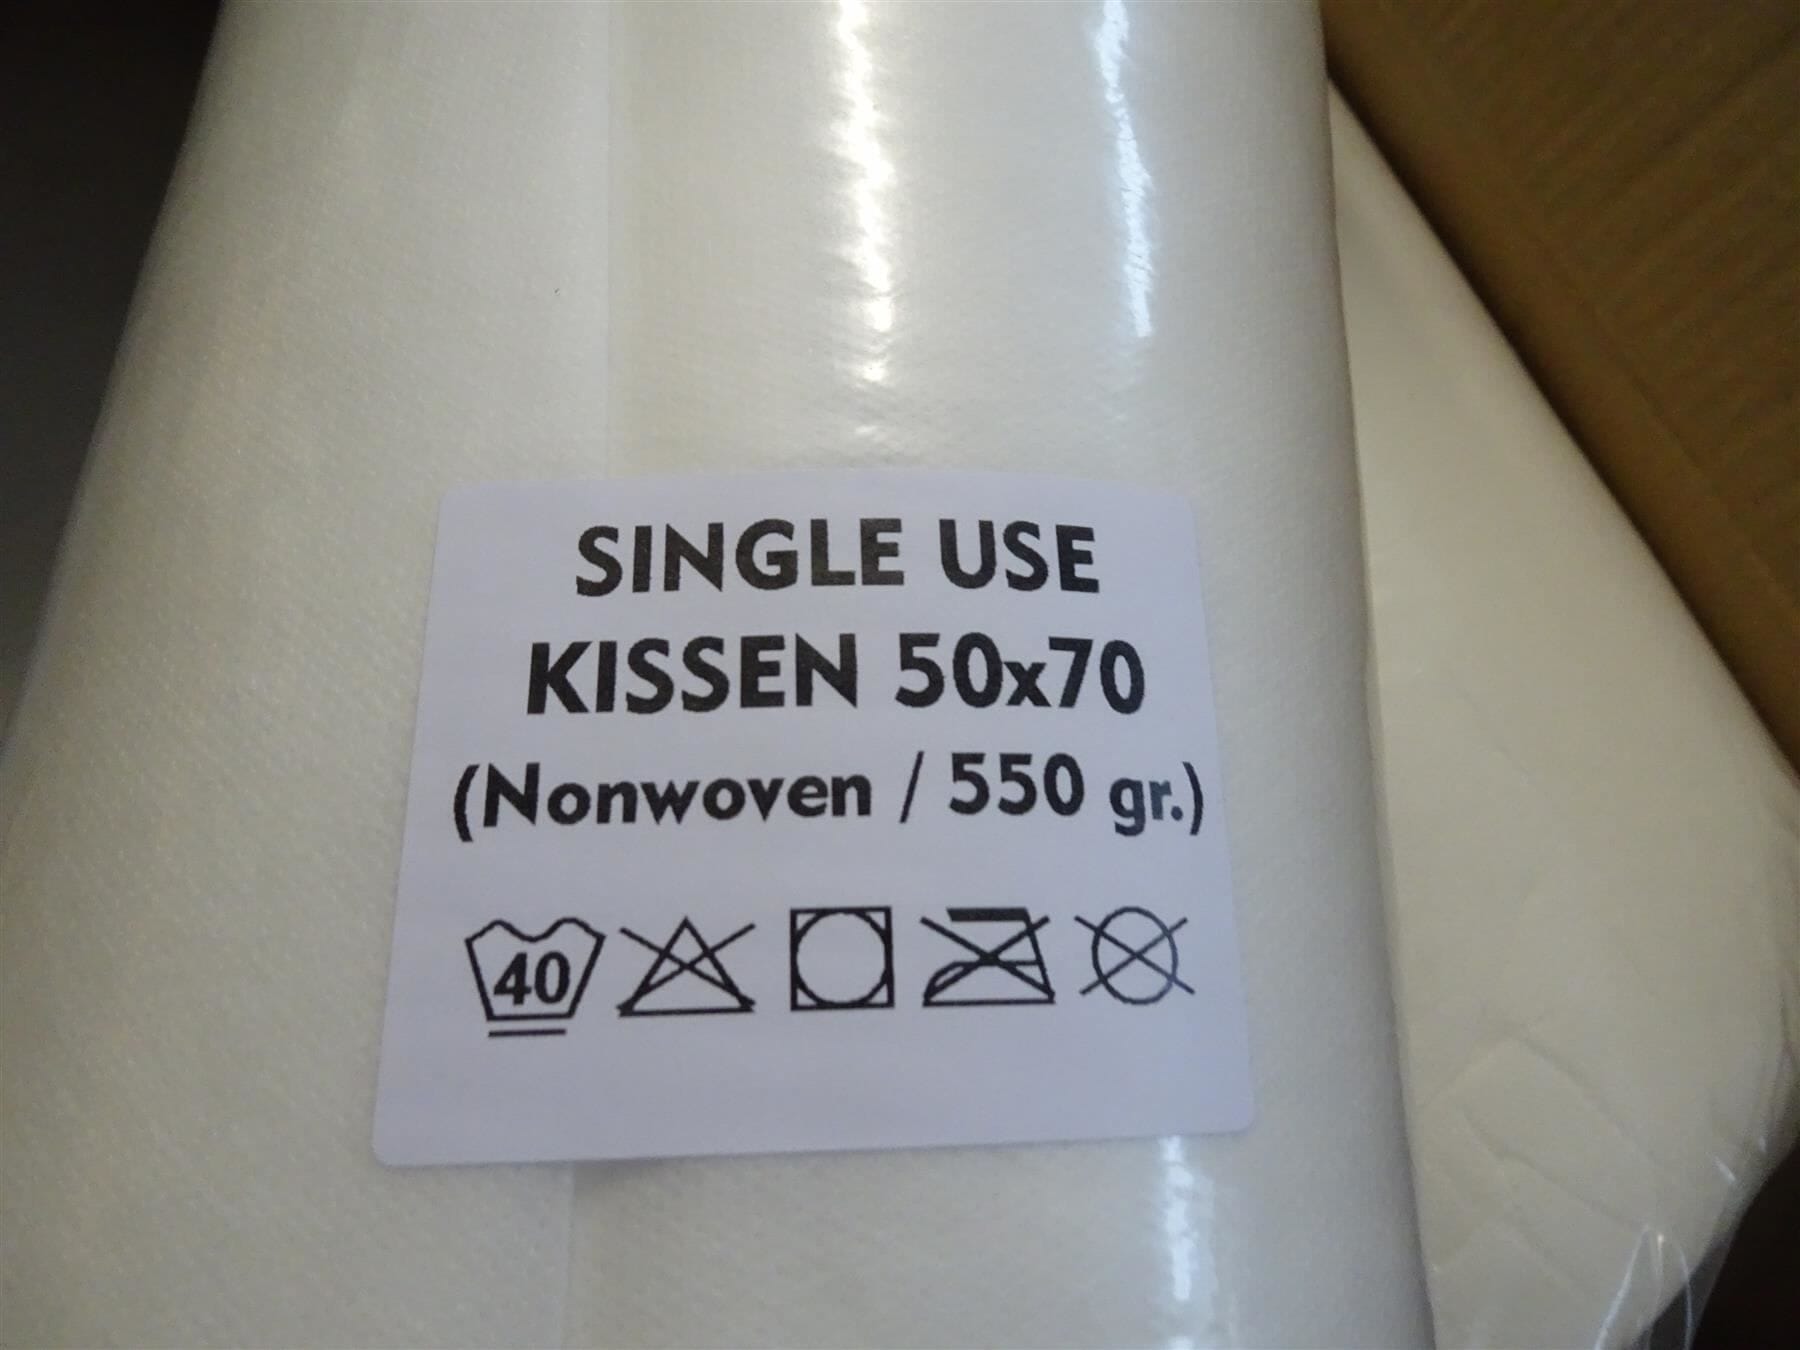 SINGLE USE
KISSEN 50x70
(Nonwoven / 550 gr.)
40